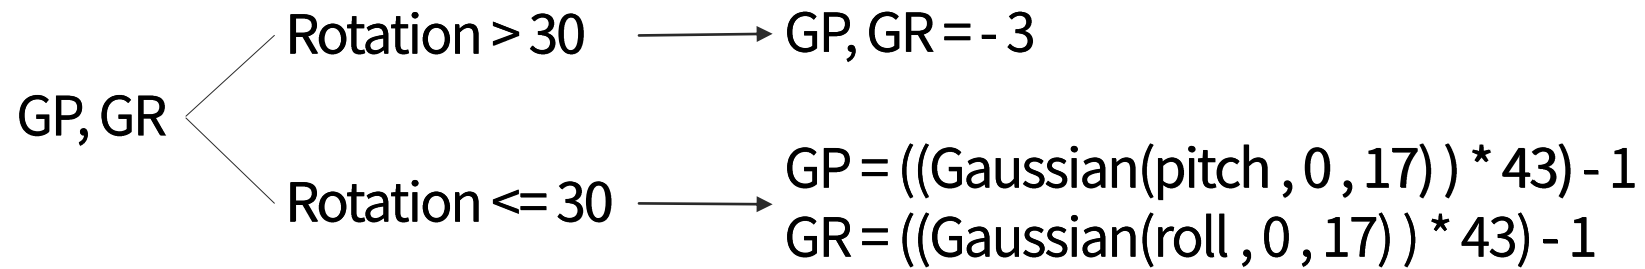 GP, GR
Rotation > 30
GP, GR = - 3
Rotation <= 30
GP = ((Gaussian(pitch , 0 , 17) ) * 43) - 1
GR = ((Gaussian(roll , 0 , 17) ) * 43) - 1